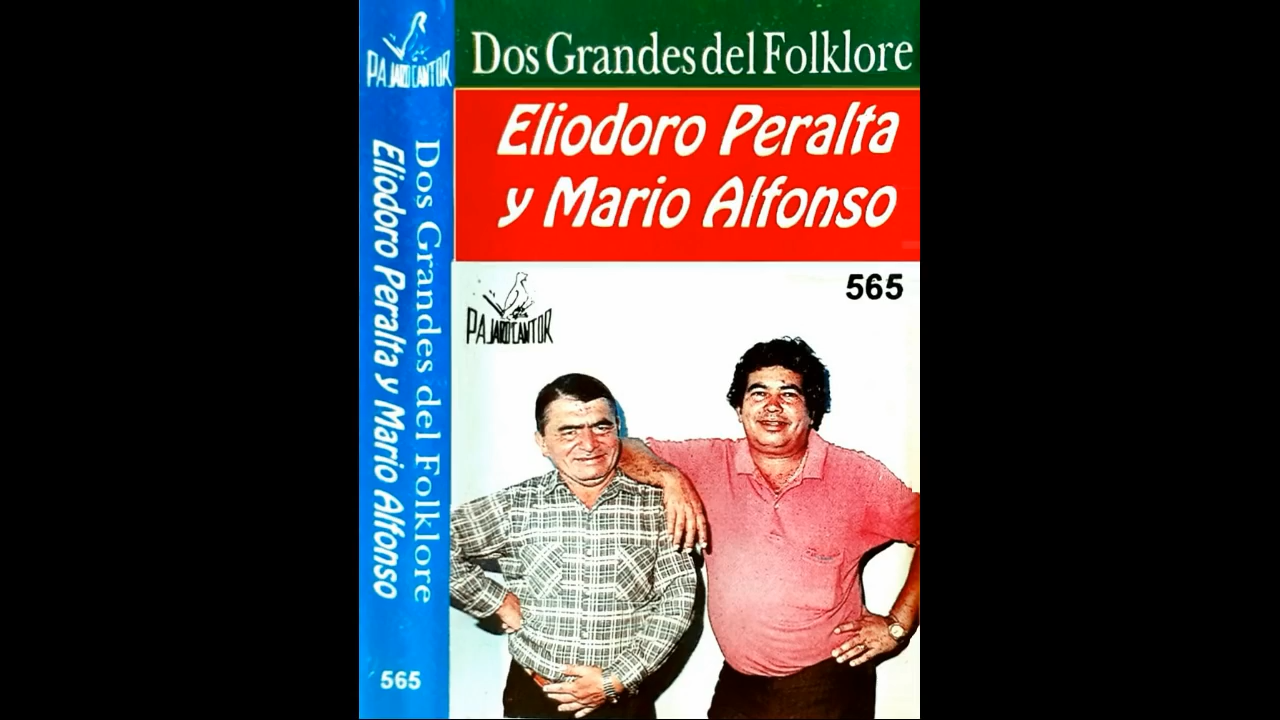 PAJARO CANTOR
Dos Grandes del Folklore
Eliodoro Peralta y Mario Alfonso
565
Dos Grandes del Folklore
Eliodoro Peralta
y Mario Alfonso
565
PAJARO CANTOR